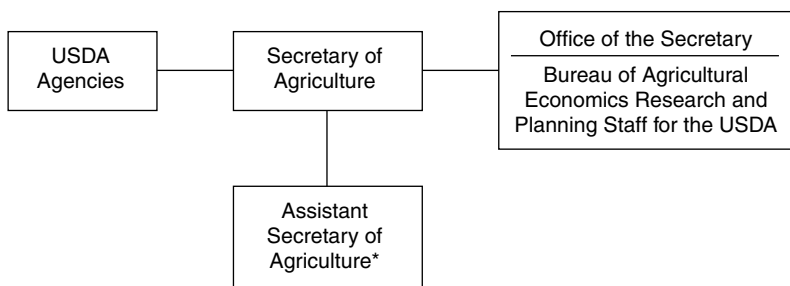 USDA
Agencies
Secretary of
Agriculture
Office of the Secretary
Bureau of Agricultural
Economics Research and
Planning Staff for the USDA
Assistant
Secretary of
Agriculture*